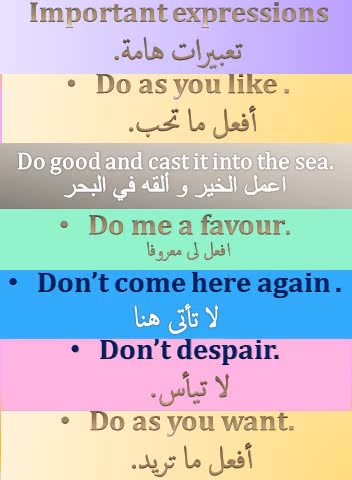 Important expressions
تعبيرات هامة.
• Do as you like .
أفعل ما تحب.
Do good and cast it into the sea.
اعمل الخير و ألقه في البحر
• Do me a favour.
افعل لى معروفا
• Don't come here again .
لا تأتى هنا
• Don't despair.
لا تيأس.
• Do as you want.
أفعل ما تريد.